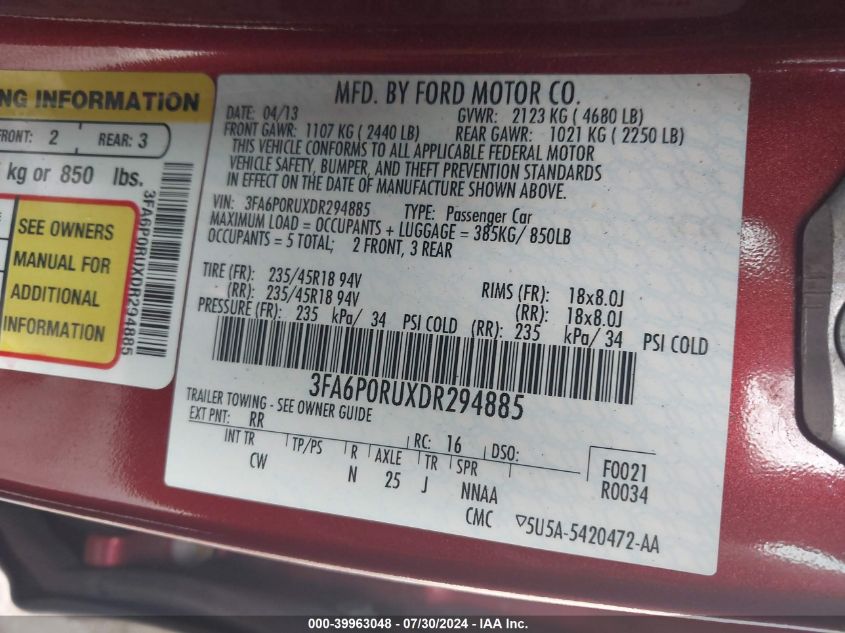 NG INFORMATION
FRONT: 2 REAR: 3
kg or 850 lbs.
SEE OWNERS
MANUAL FOR
ADDITIONAL
INFORMATION
3FA6P0RUXDR294885
MFD. BY FORD MOTOR CO.
DATE: 04/13 GVWR: 2123 KG ( 4680 LB)
FRONT GAWR: 1107 KG ( 2440 LB) REAR GAWR: 1021 KG ( 2250 LB)
THIS VEHICLE CONFORMS TO ALL APPLICABLE FEDERAL MOTOR
VEHICLE SAFETY, BUMPER, AND THEFT PREVENTION STANDARDS
IN EFFECT ON THE DATE OF MANUFACTURE SHOWN ABOVE.
VIN: 3FA6P0RUXDR294885 TYPE: Passenger Car
MAXIMUM LOAD = OCCUPANTS + LUGGAGE = 385KG/ 850LB
OCCUPANTS = 5 TOTAL; 2 FRONT, 3 REAR
TIRE (FR): 235/45R18 94V RIMS (FR): 18x8.0J
(RR): 235/45R18 94V (RR): 18x8.0J
PRESSURE (FR): 235 kPa/ 34 PSI COLD (RR): 235 kPa/ 34 PSI COLD
3FA6P0RUXDR294885
TRAILER TOWING - SEE OWNER GUIDE
EXT PNT: RR RC: 16 DSO:
INT TR TP/PS R AXLE TR SPR F0021
CW N 25 J NNAA R0034
CMC ▽5U5A-5420472-AA
000-39963048 / 07/30/2024 - IAA Inc.